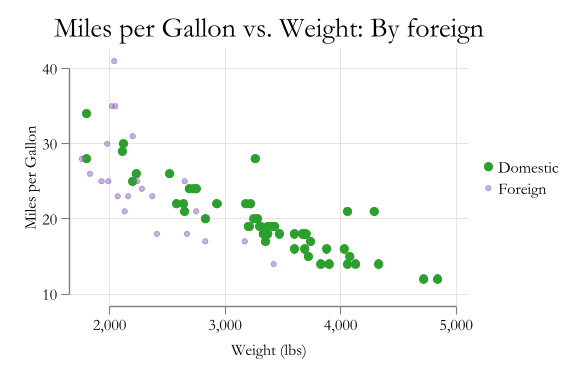 Miles per Gallon vs. Weight: By foreign
Miles per Gallon
40
30
20
10
2,000
3,000
4,000
5,000
Weight (lbs)
Domestic
Foreign